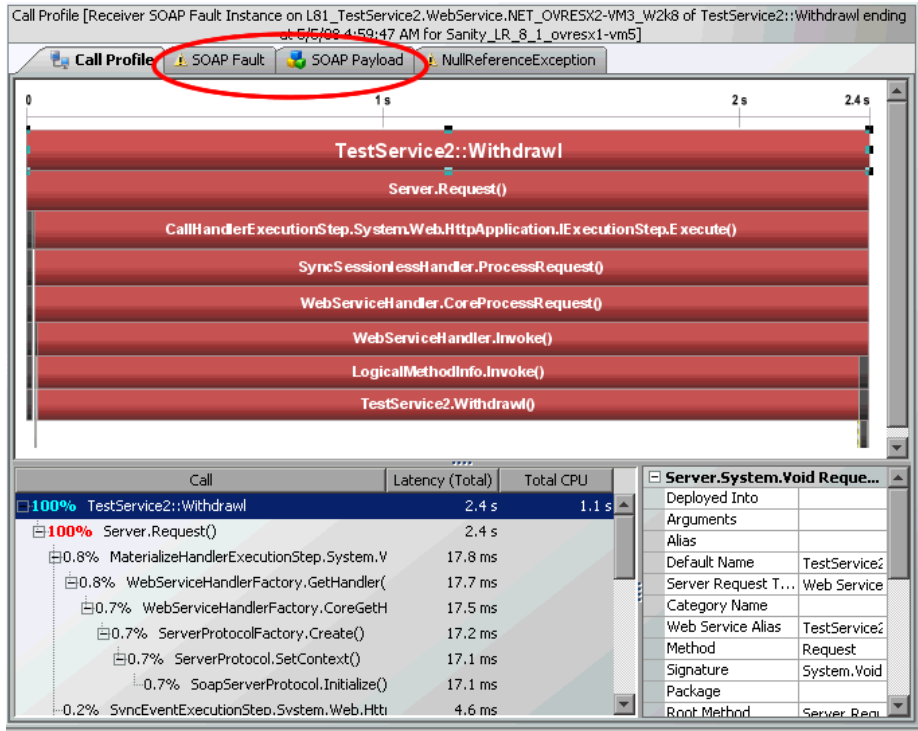 Call Profile [Receiver SOAP Fault Instance on L81_TestService2.WebService.NET_OVRESX2-VM3_W2k8 of TestService2::Withdrawl ending
at 5/5/08 4:59:47 AM for Sanity_LR_8_1_ovresx1-vm5]
Call Profile SOAP Fault SOAP Payload NullReferenceException
0 1 s 2 s 2.4 s
TestService2::Withdrawl
Server.Request()
CallHandlerExecutionStep.System.Web.HttpApplication.IExecutionStep.Execute()
SyncSessionlessHandler.ProcessRequest()
WebServiceHandler.CoreProcessRequest()
WebServiceHandler.Invoke()
LogicalMethodInfo.Invoke()
TestService2.Withdrawl()
Call Latency (Total) Total CPU
100% TestService2::Withdrawl 2.4 s 1.1 s
100% Server.Request() 2.4 s
0.8% MaterializeHandlerExecutionStep.System.V 17.8 ms
0.8% WebServiceHandlerFactory.GetHandler( 17.7 ms
0.7% WebServiceHandlerFactory.CoreGetH 17.5 ms
0.7% ServerProtocolFactory.Create() 17.2 ms
0.7% ServerProtocol.SetContext() 17.1 ms
0.7% SoapServerProtocol.Initialize() 17.1 ms
0.2% SyncEventExecutionStep.System.Web.Htt 4.6 ms
Server.System.Void Reque...
Deployed Into
Arguments
Alias
Default Name TestService2
Server Request T... Web Service
Category Name
Web Service Alias TestService2
Method Request
Signature System.Void
Package
Root Method Server.Requ